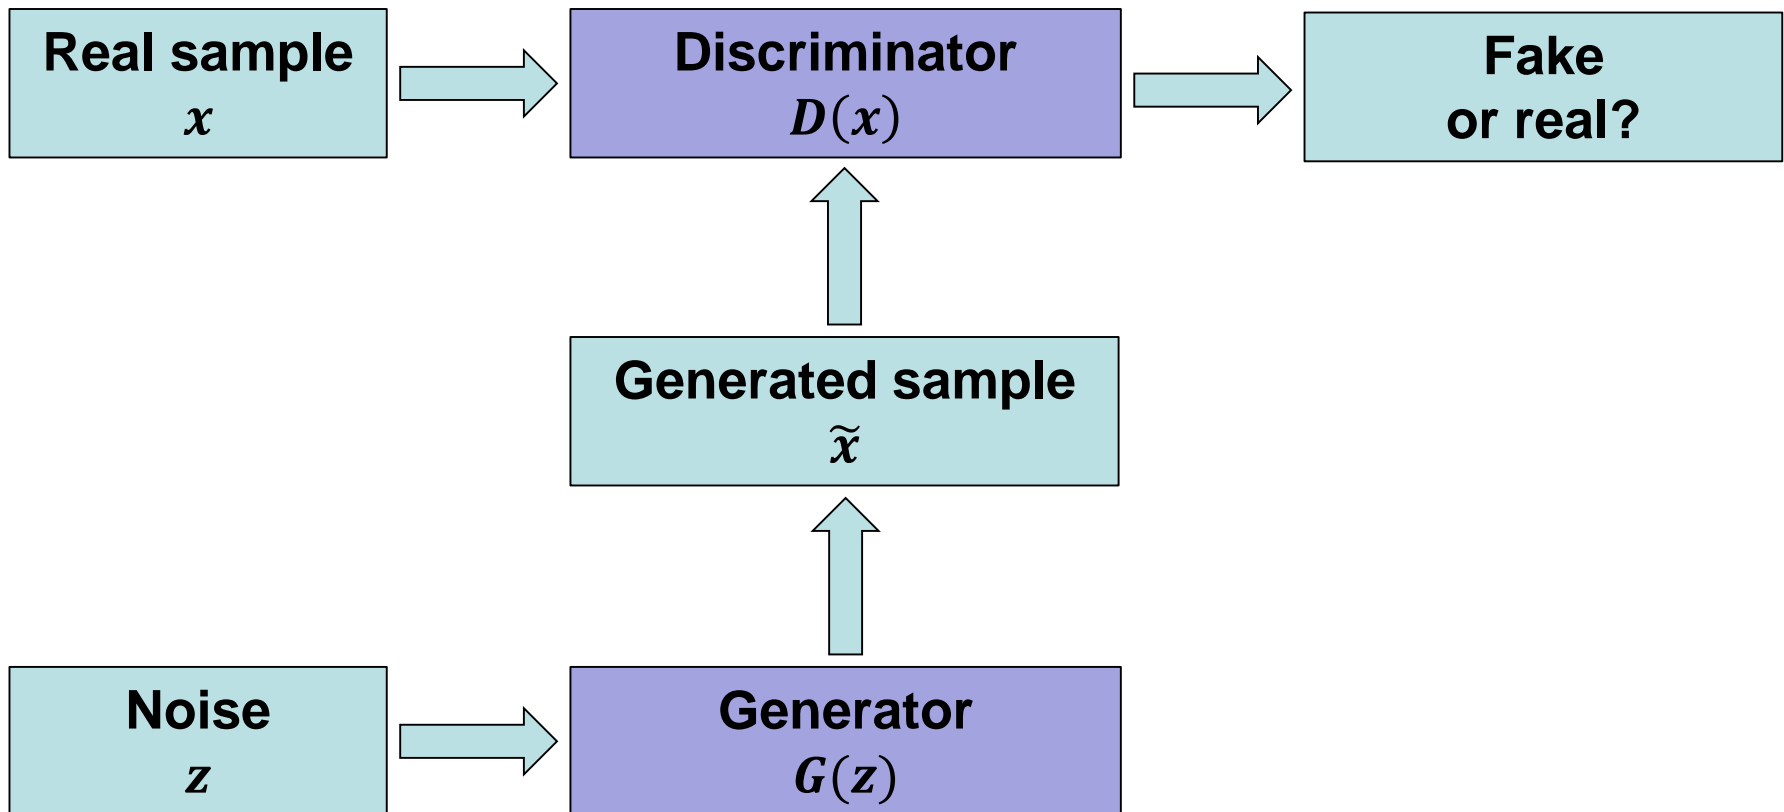 Real sample
x
Discriminator
D(x)
Fake
or real?
Generated sample
x̃
Noise
z
Generator
G(z)